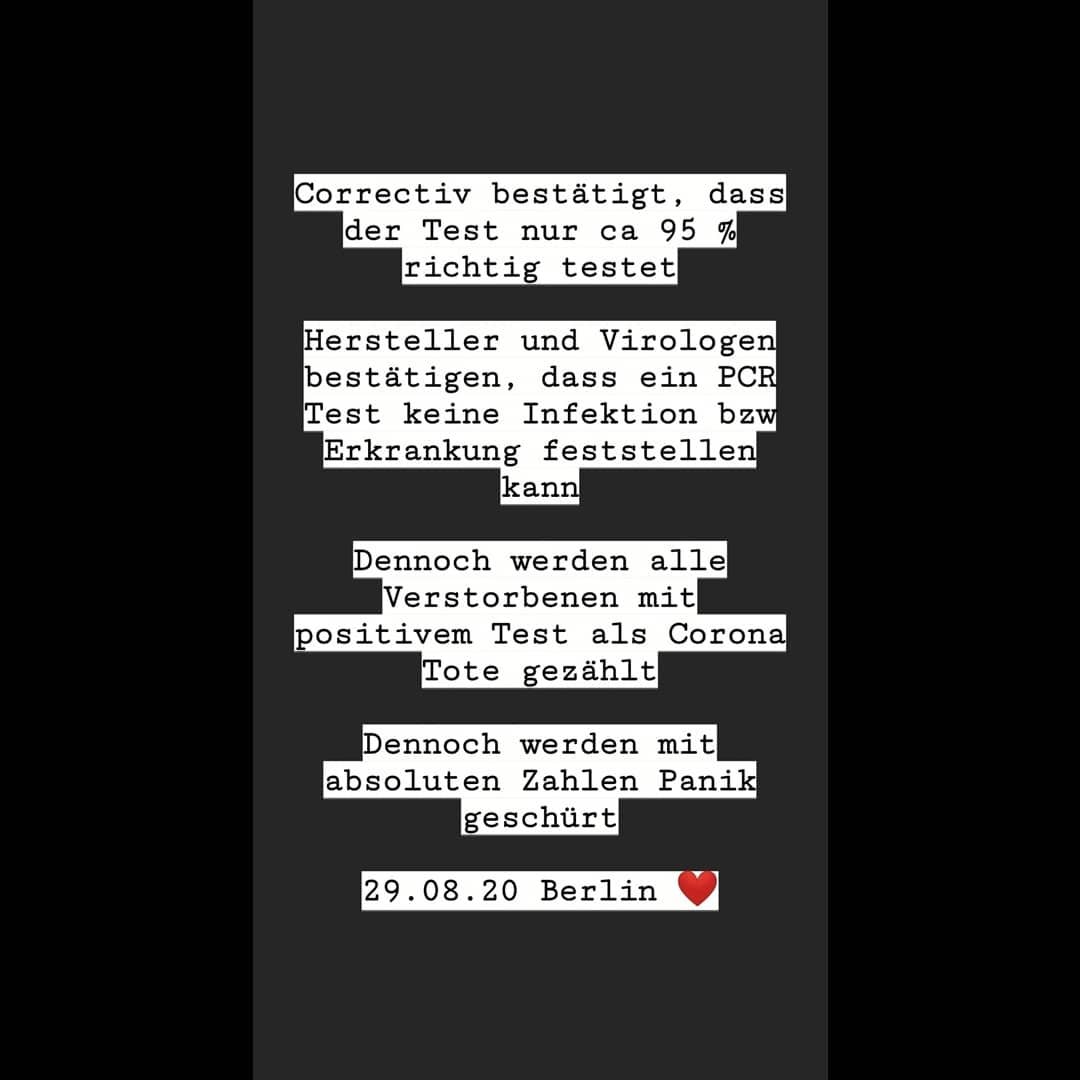 Correctiv bestätigt, dass
der Test nur ca 95 %
richtig testet
Hersteller und Virologen
bestätigen, dass ein PCR
Test keine Infektion bzw
Erkrankung feststellen
kann
Dennoch werden alle
Verstorbenen mit
positivem Test als Corona
Tote gezählt
Dennoch werden mit
absoluten Zahlen Panik
geschürt
29.08.20 Berlin ❤️